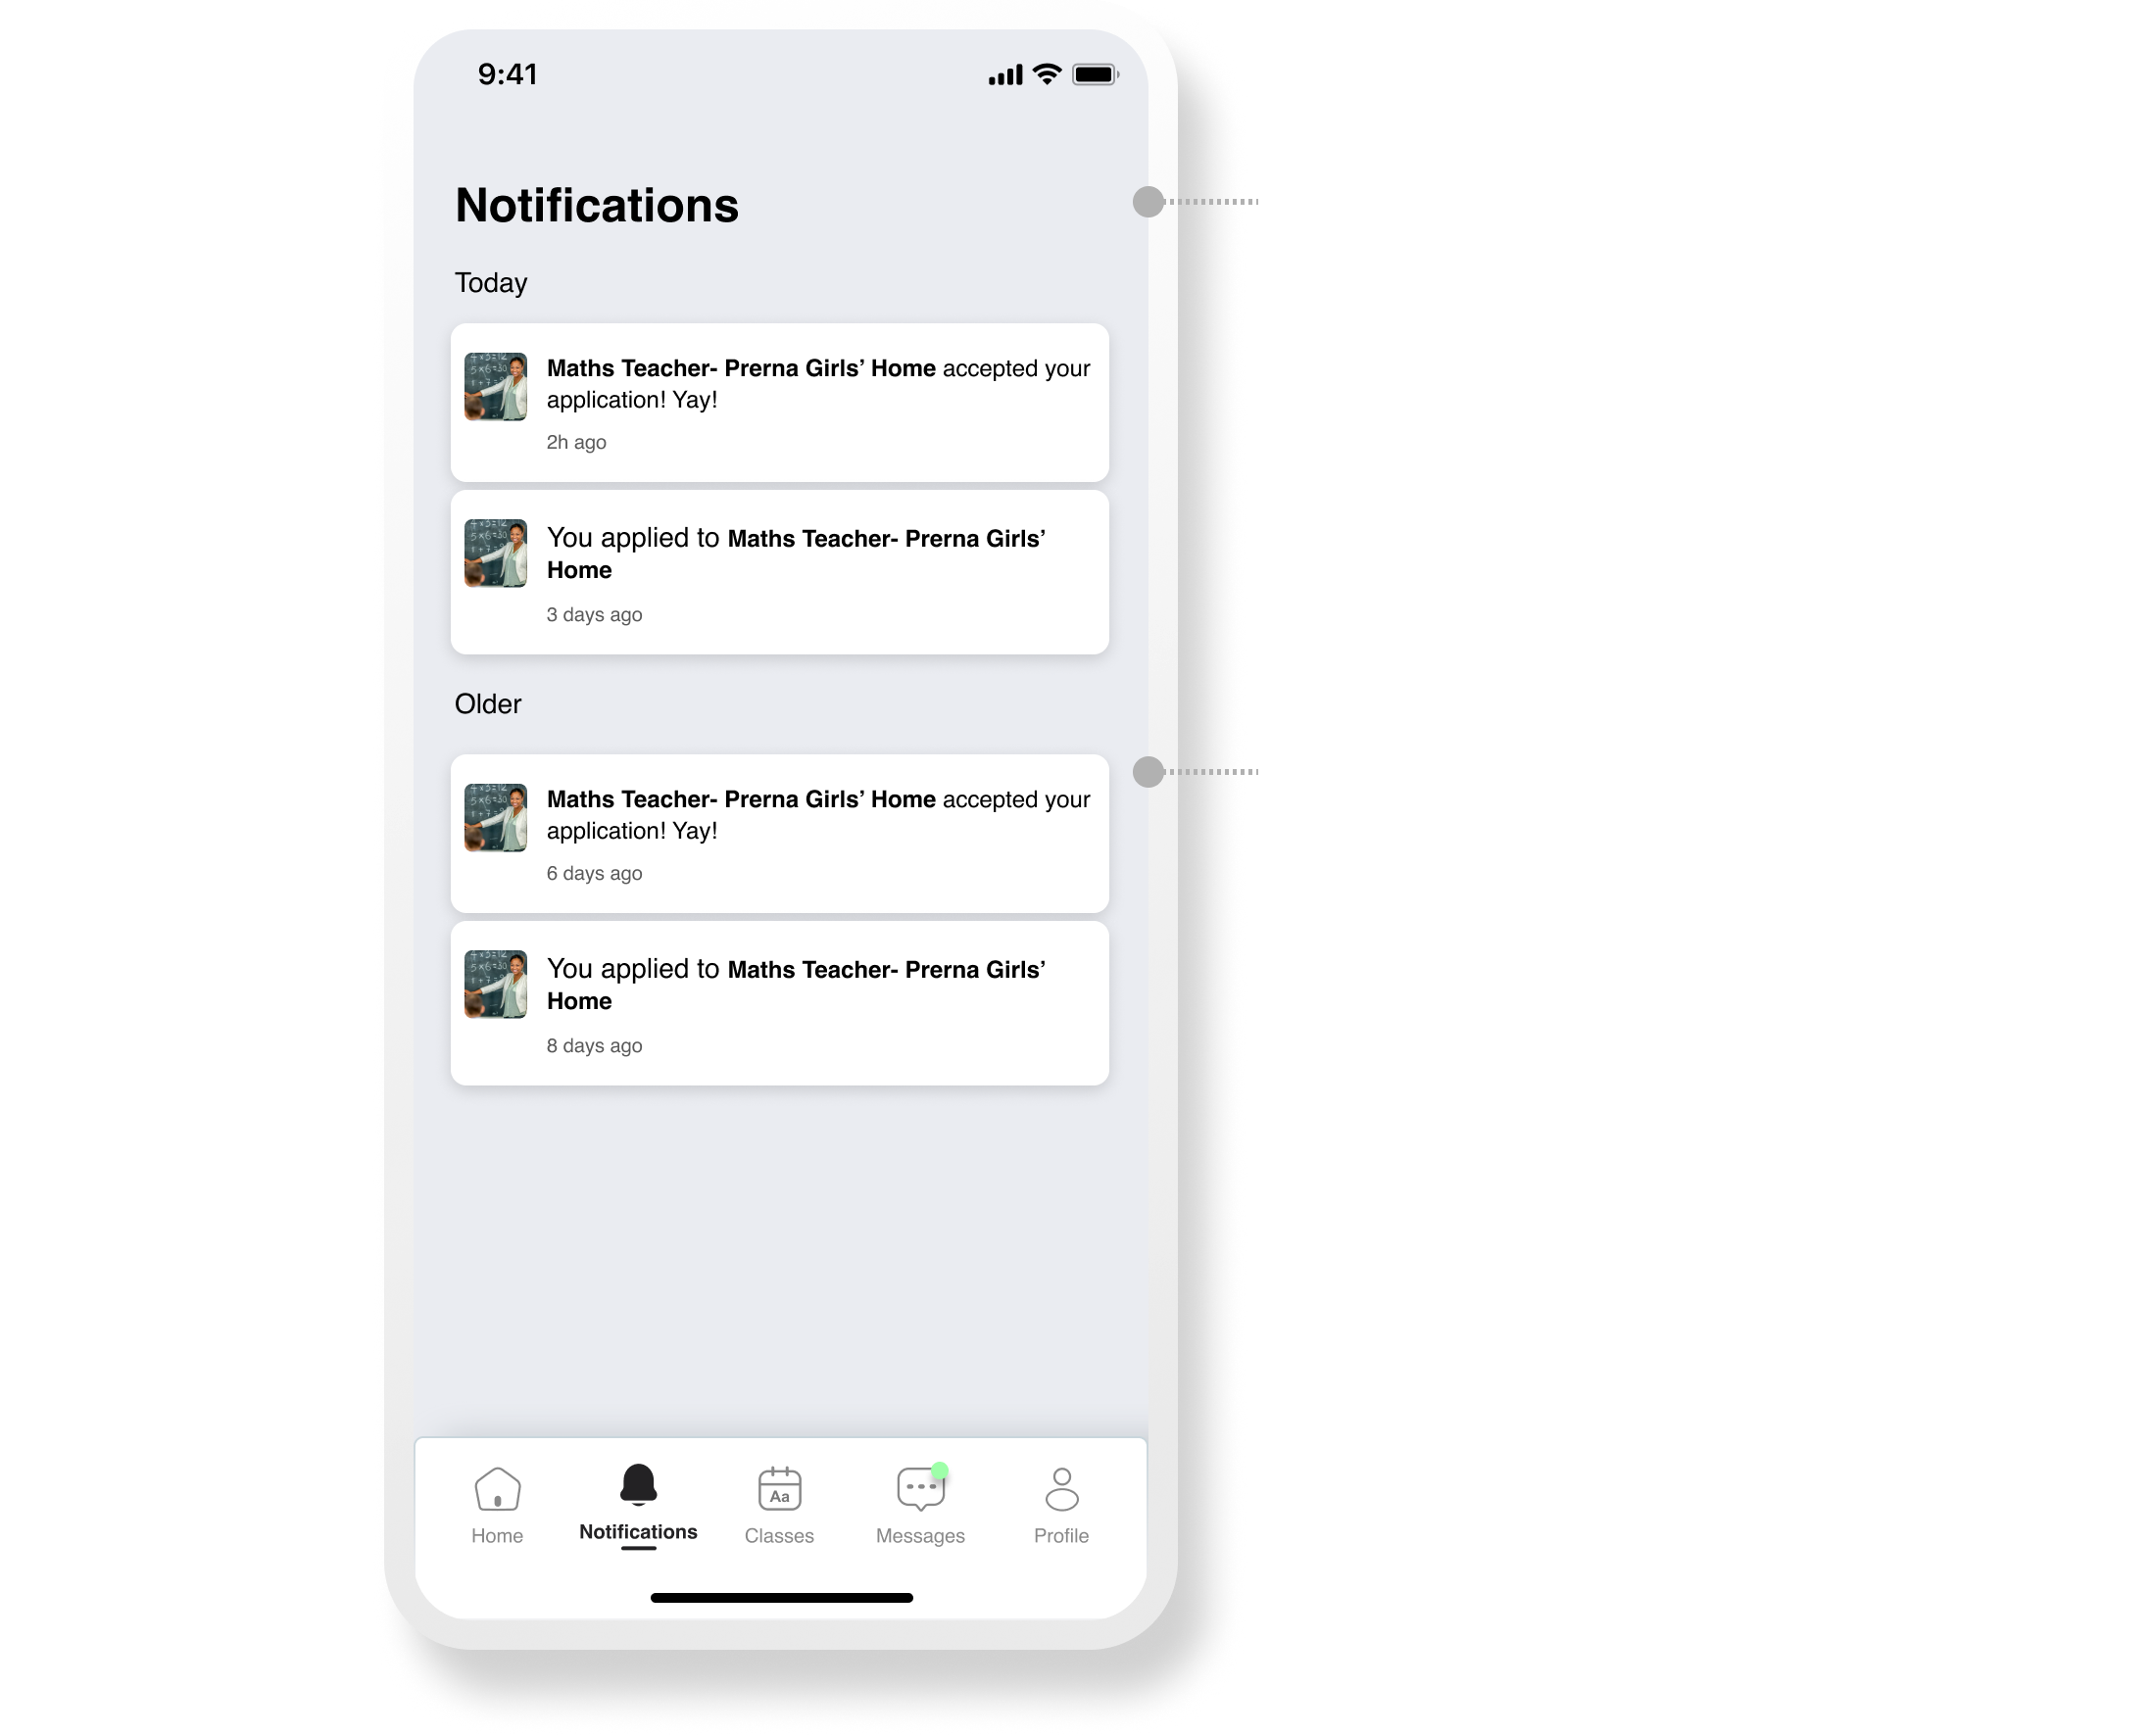 9:41
Notifications
Today
Maths Teacher- Prerna Girls’ Home accepted your
application! Yay!
2h ago
You applied to Maths Teacher- Prerna Girls’
Home
3 days ago
Older
Maths Teacher- Prerna Girls’ Home accepted your
application! Yay!
6 days ago
You applied to Maths Teacher- Prerna Girls’
Home
8 days ago
Aa
Home
Notifications
Classes
Messages
Profile